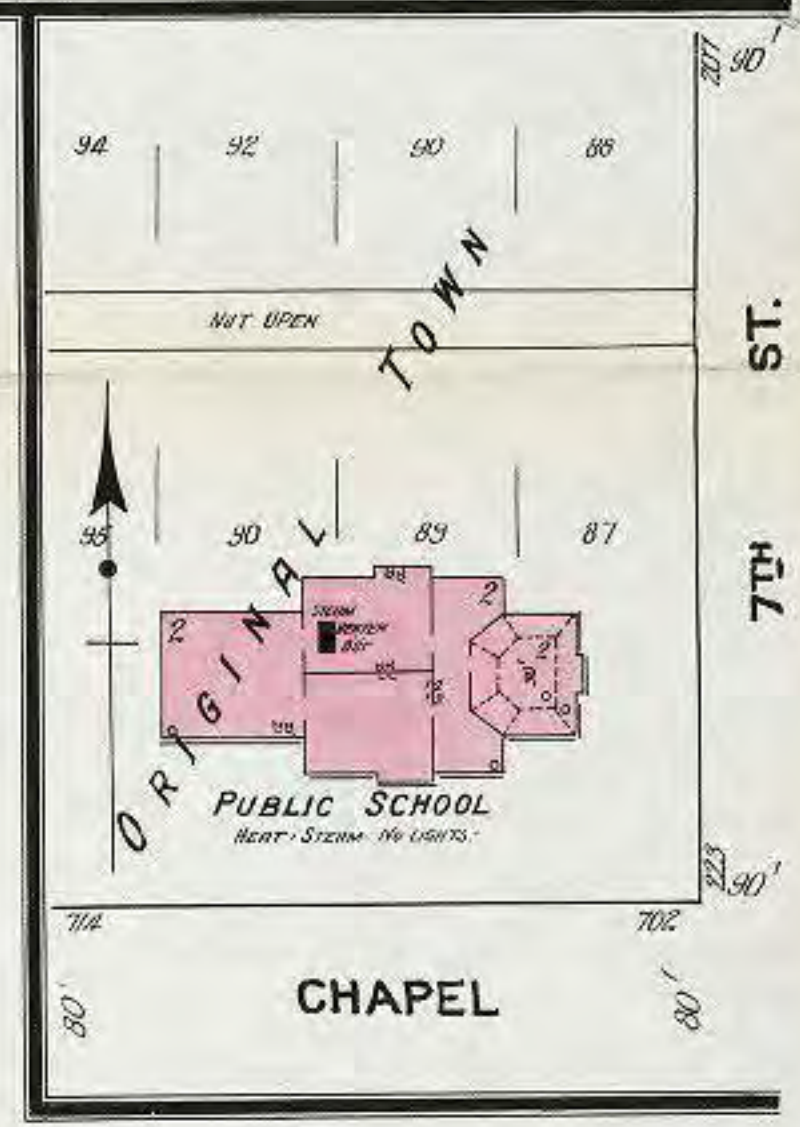 207 90'
94 92 90 88
NOT OPEN
ORIGINAL TOWN
7TH ST.
95 90 89 87
2
2
STEAM
BOILER
2
PUBLIC SCHOOL
HEAT: STEAM NO LIGHTS.
223 90'
714 702
80' CHAPEL 80'